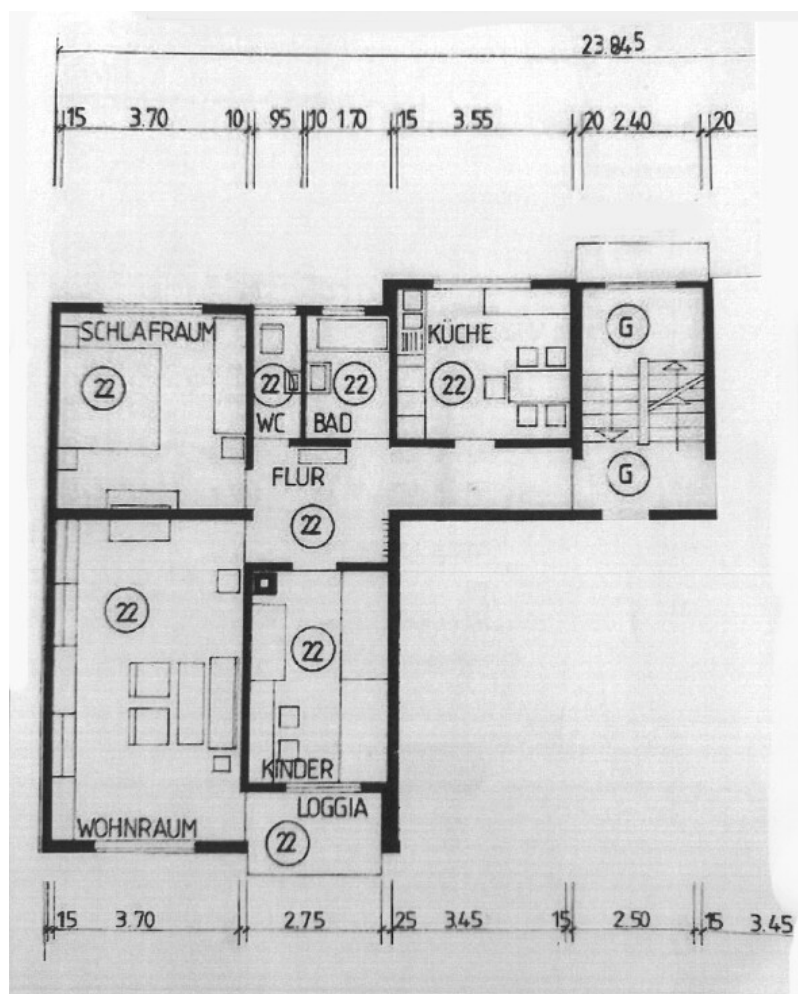 23.845
15 3.70 10 95 10 1.70 15 3.55 20 2.40 20
SCHLAFRAUM
KÜCHE
G
22
22
22
22
WC
BAD
FLUR
G
22
22
22
KINDER
LOGGIA
WOHNRAUM
22
15 3.70 2.75 25 3.45 15 2.50 15 3.45